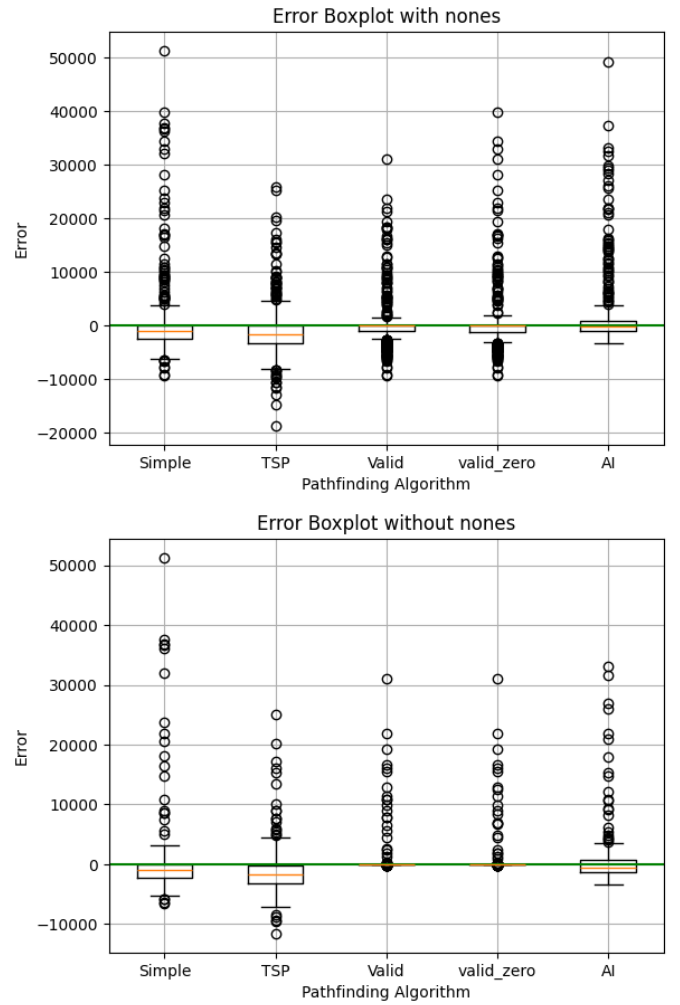 Error Boxplot with nones
50000
40000
30000
20000
10000
0
−10000
−20000
Error
Simple TSP Valid valid_zero AI
Pathfinding Algorithm
Error Boxplot without nones
50000
40000
30000
20000
10000
0
−10000
Error
Simple TSP Valid valid_zero AI
Pathfinding Algorithm